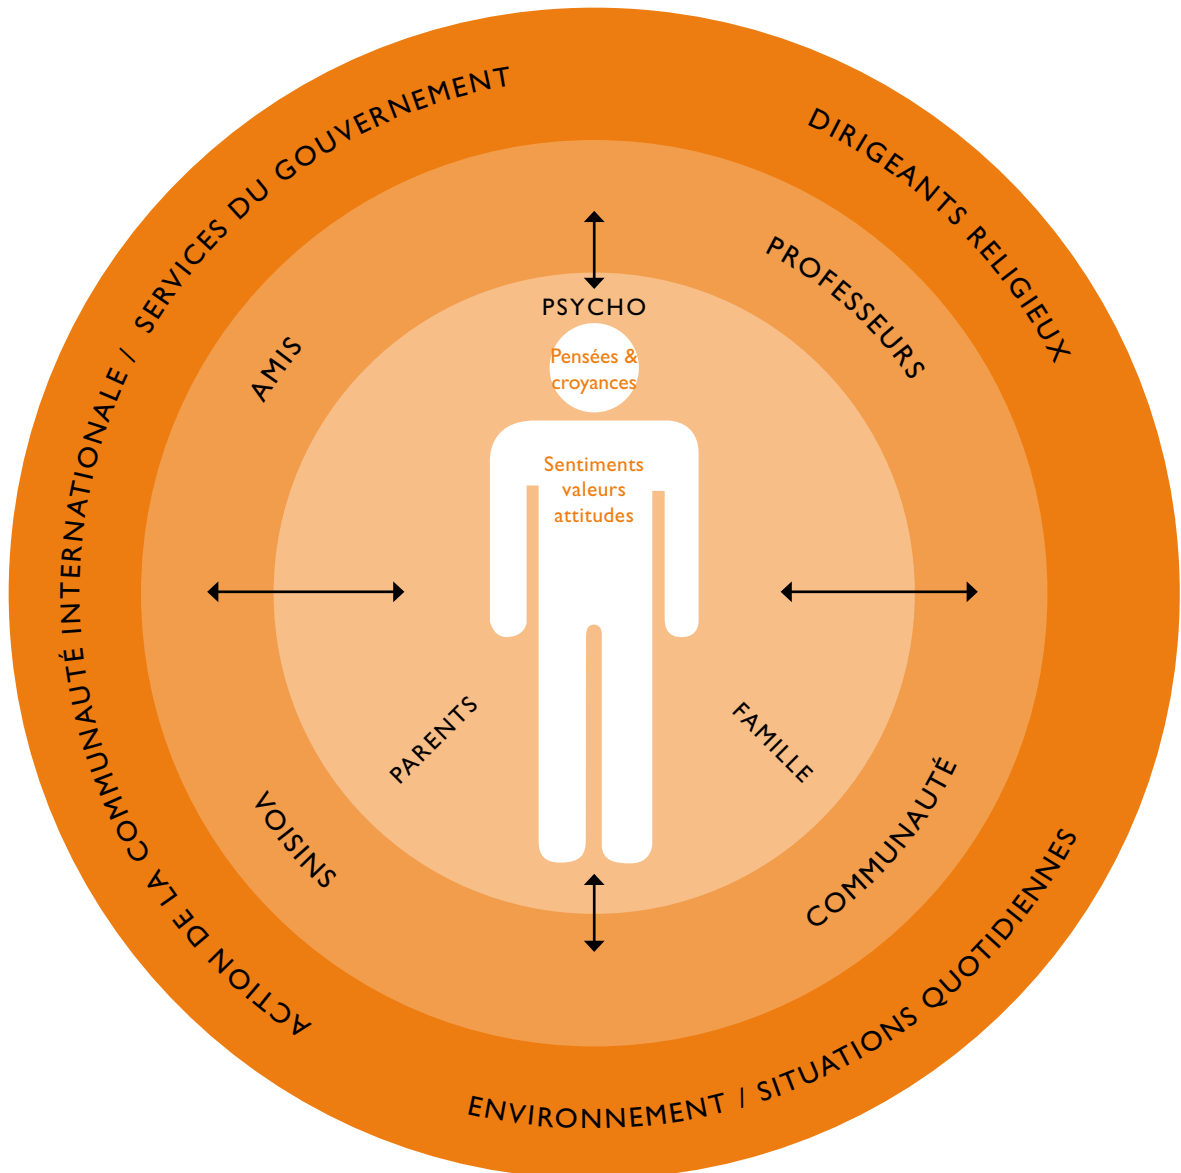 ACTION DE LA COMMUNAUTÉ INTERNATIONALE / SERVICES DU GOUVERNEMENT
DIRIGEANTS RELIGIEUX
ENVIRONNEMENT / SITUATIONS QUOTIDIENNES
AMIS
PROFESSEURS
VOISINS
COMMUNAUTÉ
PSYCHO
Pensées &
croyances
Sentiments
valeurs
attitudes
PARENTS
FAMILLE